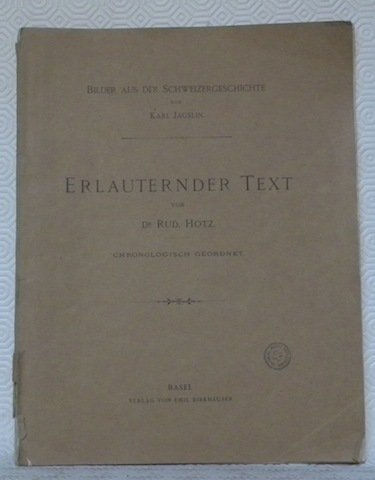 BILDER AUS DER SCHWEIZERGESCHICHTE
VON
KARL JAUSLIN.
ERLÄUTERNDER TEXT
VON
DR RUD. HOTZ.
CHRONOLOGISCH GEORDNET.
BASEL
VERLAG VON EMIL BIRKHÄUSER